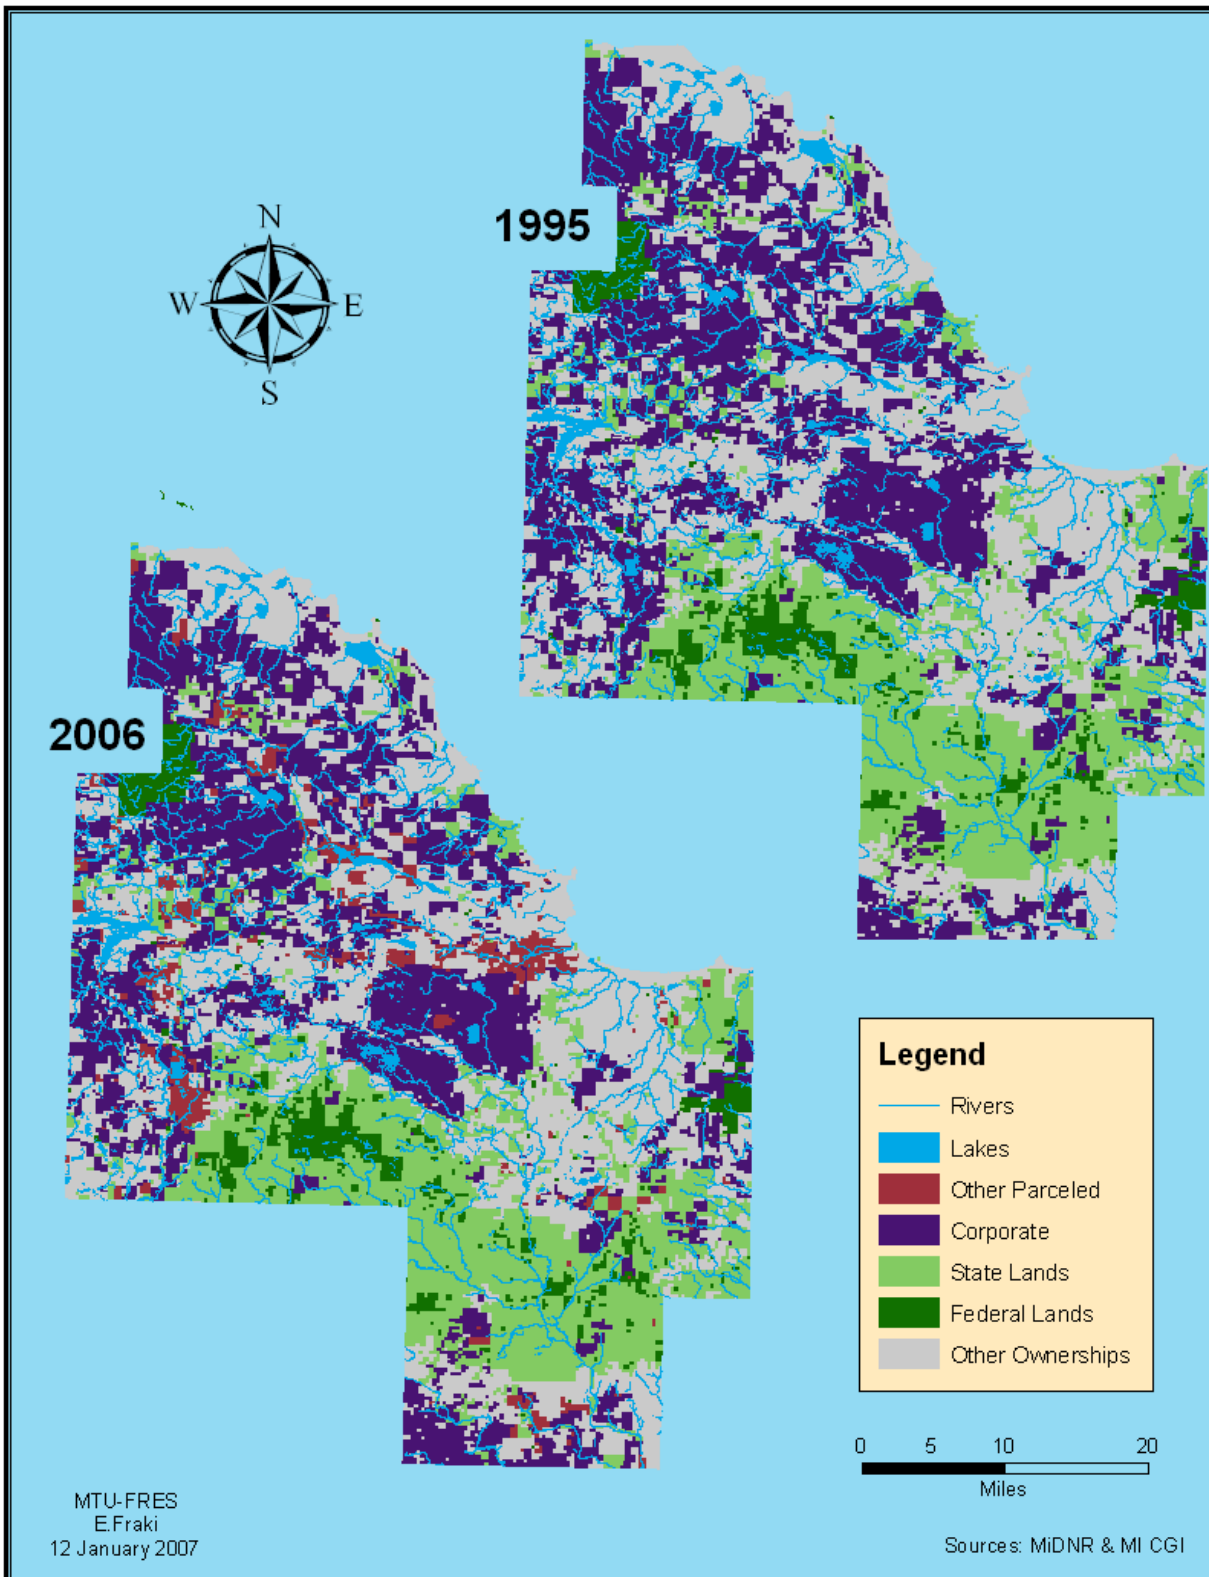 1995
N
W E
S
2006
Legend
Rivers
Lakes
Other Parceled
Corporate
State Lands
Federal Lands
Other Ownerships
0 5 10 20
Miles
MTU-FRES
E.Fraki
12 January 2007
Sources: MiDNR & MI CGI